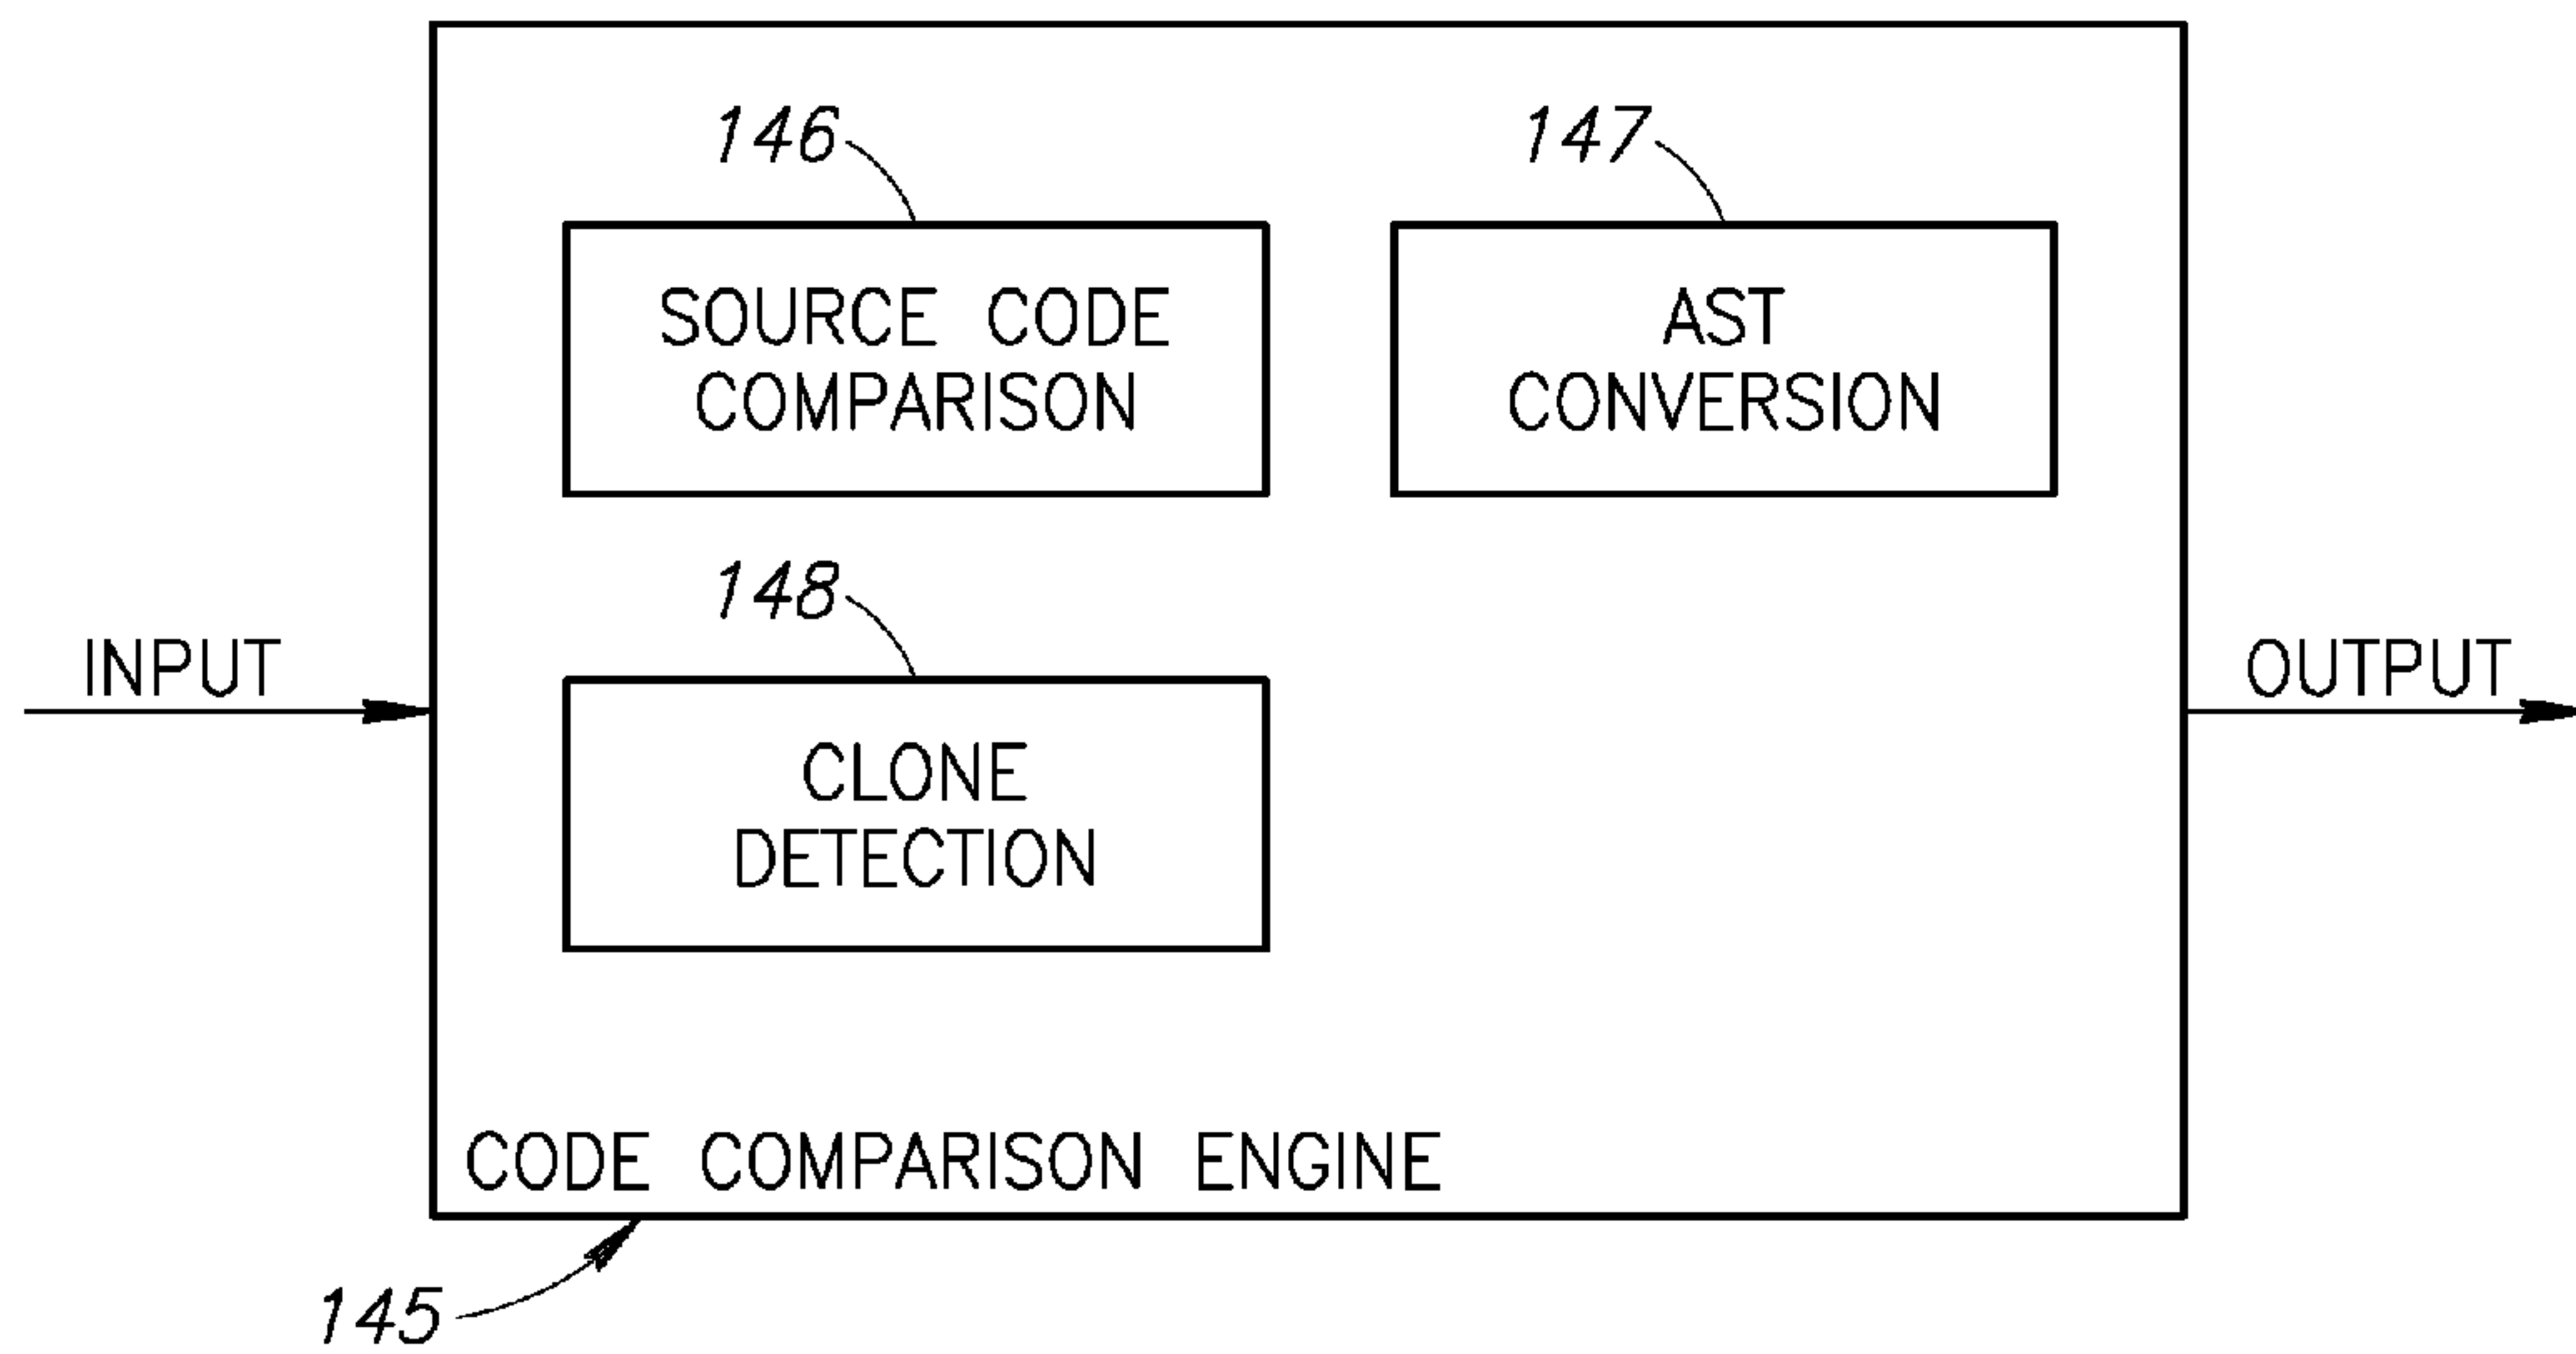 146
147
SOURCE CODE
COMPARISON
AST
CONVERSION
148
INPUT
OUTPUT
CLONE
DETECTION
CODE COMPARISON ENGINE
145